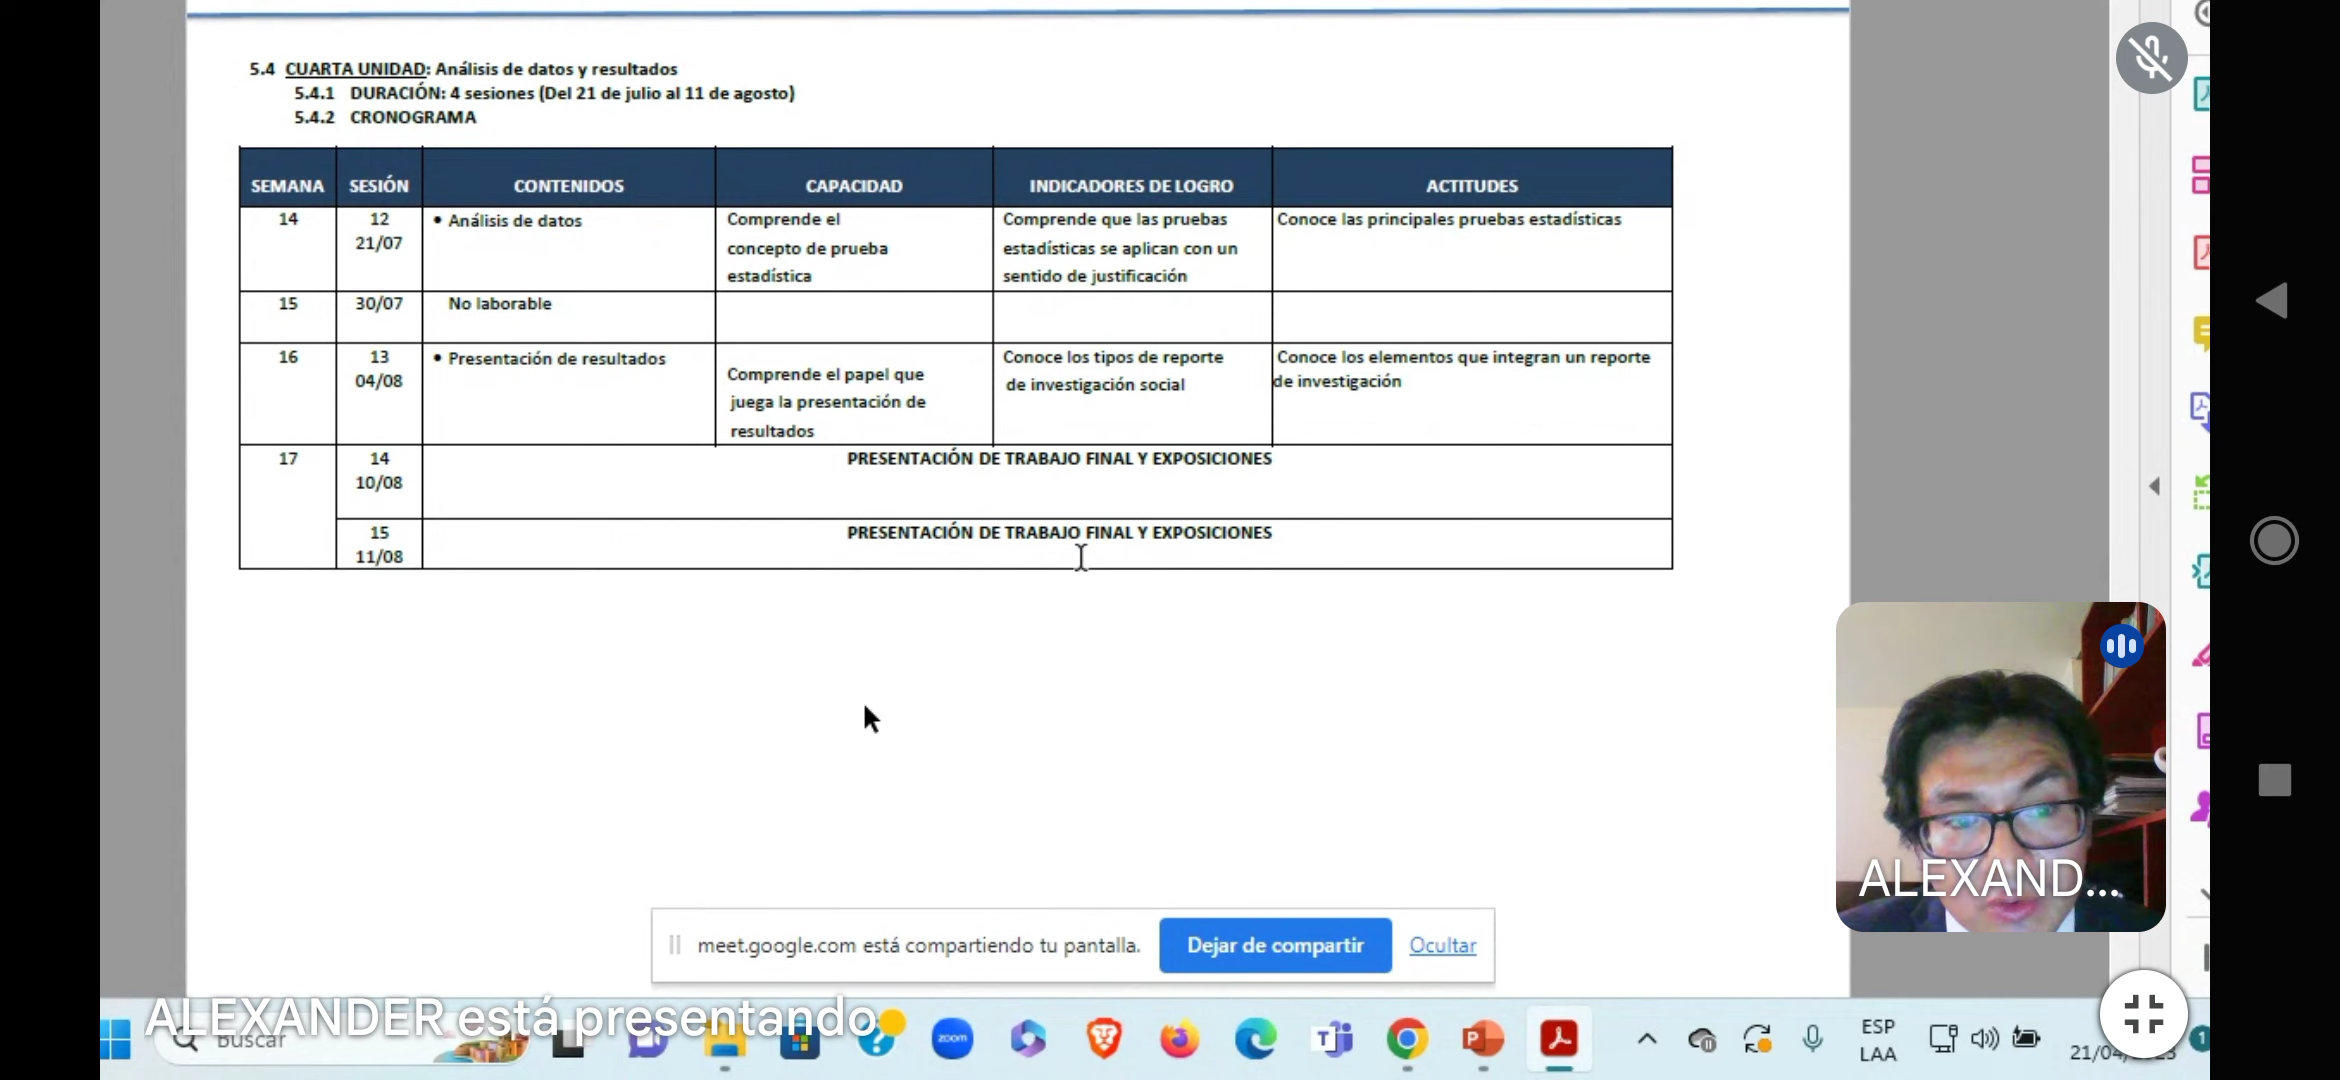 5.4 CUARTA UNIDAD: Análisis de datos y resultados
5.4.1 DURACIÓN: 4 sesiones (Del 21 de julio al 11 de agosto)
5.4.2 CRONOGRAMA
SEMANA SESIÓN CONTENIDOS CAPACIDAD INDICADORES DE LOGRO ACTITUDES
14
12
21/07
• Análisis de datos
Comprende el
concepto de prueba
estadística
Comprende que las pruebas
estadísticas se aplican con un
sentido de justificación
Conoce las principales pruebas estadísticas
15
30/07
No laborable
16
13
04/08
• Presentación de resultados
Comprende el papel que
juega la presentación de
resultados
Conoce los tipos de reporte
de investigación social
Conoce los elementos que integran un reporte
de investigación
17
14
10/08
PRESENTACIÓN DE TRABAJO FINAL Y EXPOSICIONES
15
11/08
PRESENTACIÓN DE TRABAJO FINAL Y EXPOSICIONES
ALEXAND...
meet.google.com está compartiendo tu pantalla.
Dejar de compartir
Ocultar
ALEXANDER está presentando
Buscar
zoom
ESP
LAA